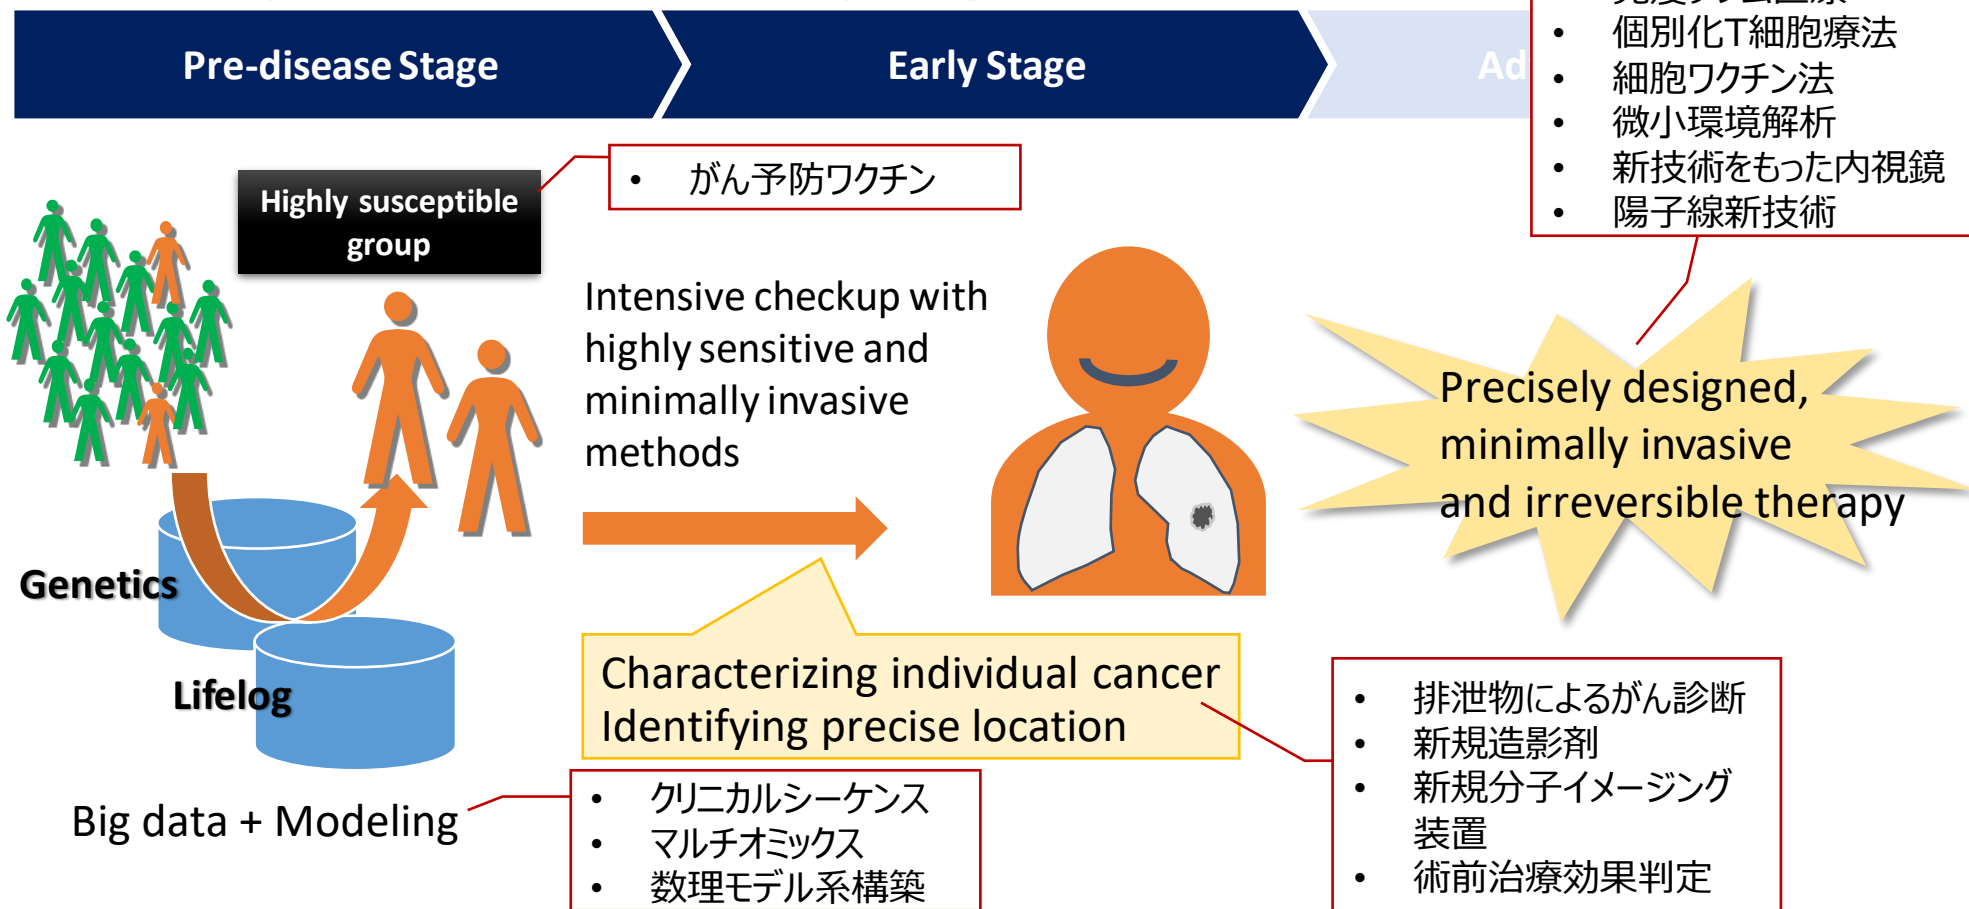 Pre-disease Stage
Early Stage
Ad
• 個別化T細胞療法
• 細胞ワクチン法
• 微小環境解析
• 新技術をもった内視鏡
• 陽子線新技術
• がん予防ワクチン
Highly susceptible
group
Intensive checkup with
highly sensitive and
minimally invasive
methods
Precisely designed,
minimally invasive
and irreversible therapy
Genetics
Lifelog
Big data + Modeling
Characterizing individual cancer
Identifying precise location
• クリニカルシーケンス
• マルチオミックス
• 数理モデル系構築
• 排泄物によるがん診断
• 新規造影剤
• 新規分子イメージング
装置
• 術前治療効果判定